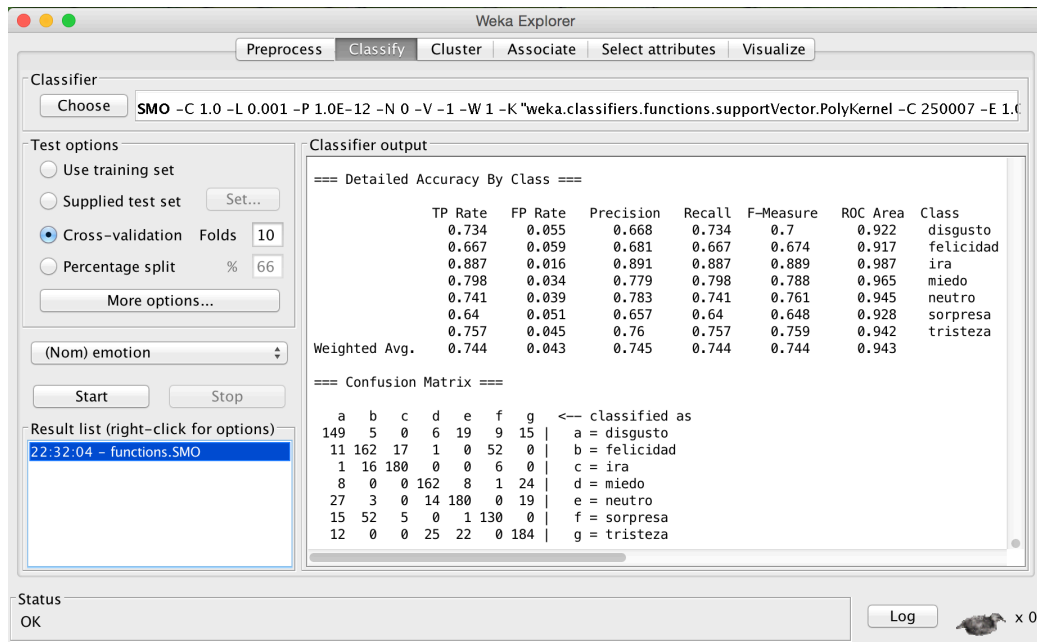 Weka Explorer
Preprocess Classify Cluster Associate Select attributes Visualize
Classifier
Choose SMO -C 1.0 -L 0.001 -P 1.0E-12 -N 0 -V -1 -W 1 -K "weka.classifiers.functions.supportVector.PolyKernel -C 250007 -E 1.0
Test options
Use training set
Supplied test set Set...
Cross-validation Folds 10
Percentage split % 66
More options...
(Nom) emotion
Start Stop
Result list (right-click for options)
22:32:04 - functions.SMO
Classifier output
=== Detailed Accuracy By Class ===
TP Rate FP Rate Precision Recall F-Measure ROC Area Class
0.734 0.055 0.668 0.734 0.7 0.922 disgusto
0.667 0.059 0.681 0.667 0.674 0.917 felicidad
0.887 0.016 0.891 0.887 0.889 0.987 ira
0.798 0.034 0.779 0.798 0.788 0.965 miedo
0.741 0.039 0.783 0.741 0.761 0.945 neutro
0.64 0.051 0.657 0.64 0.648 0.928 sorpresa
0.757 0.045 0.76 0.757 0.759 0.942 tristeza
Weighted Avg. 0.744 0.043 0.745 0.744 0.744 0.943
=== Confusion Matrix ===
a b c d e f g <-- classified as
149 5 0 6 19 9 15 | a = disgusto
11 162 17 1 0 52 0 | b = felicidad
1 16 180 0 0 6 0 | c = ira
8 0 0 162 8 1 24 | d = miedo
27 3 0 14 180 0 19 | e = neutro
15 52 5 0 1 130 0 | f = sorpresa
12 0 0 25 22 0 184 | g = tristeza
Status
OK
Log x 0